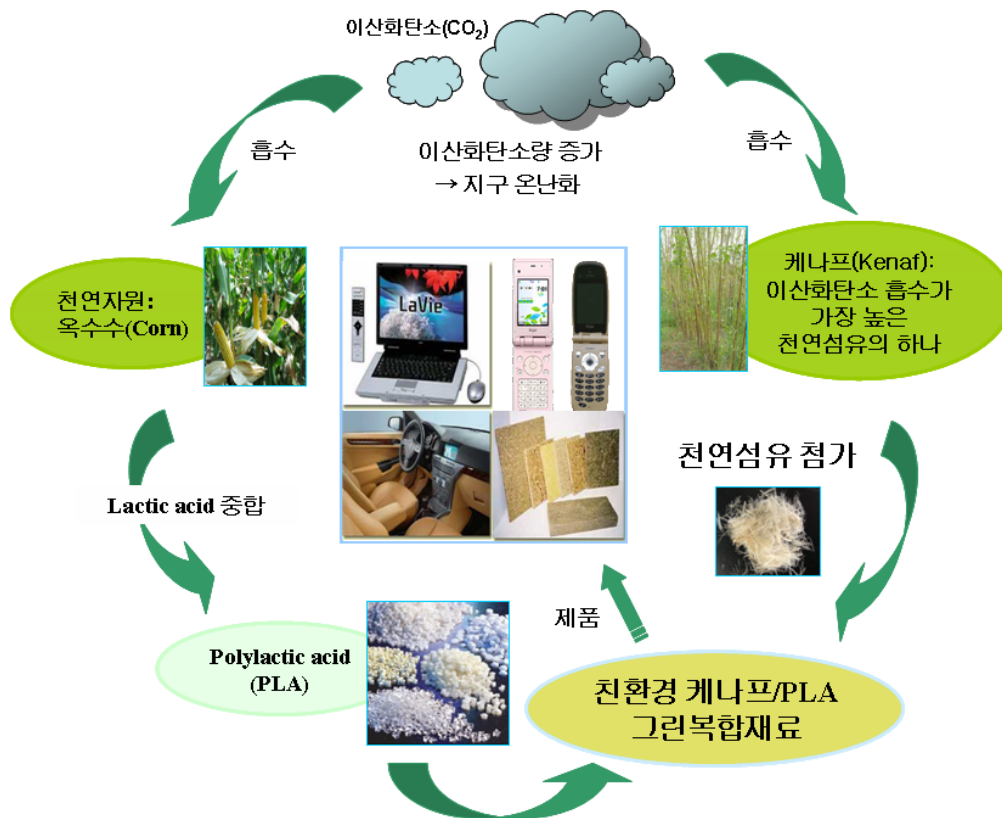 이산화탄소(CO₂)
흡수
이산화탄소량 증가
→ 지구 온난화
흡수
천연자원:
옥수수(Corn)
LaVie
케나프(Kenaf):
이산화탄소 흡수가
가장 높은
천연섬유의 하나
천연섬유 첨가
Lactic acid 중합
제품
Polylactic acid
(PLA)
친환경 케나프/PLA
그린복합재료